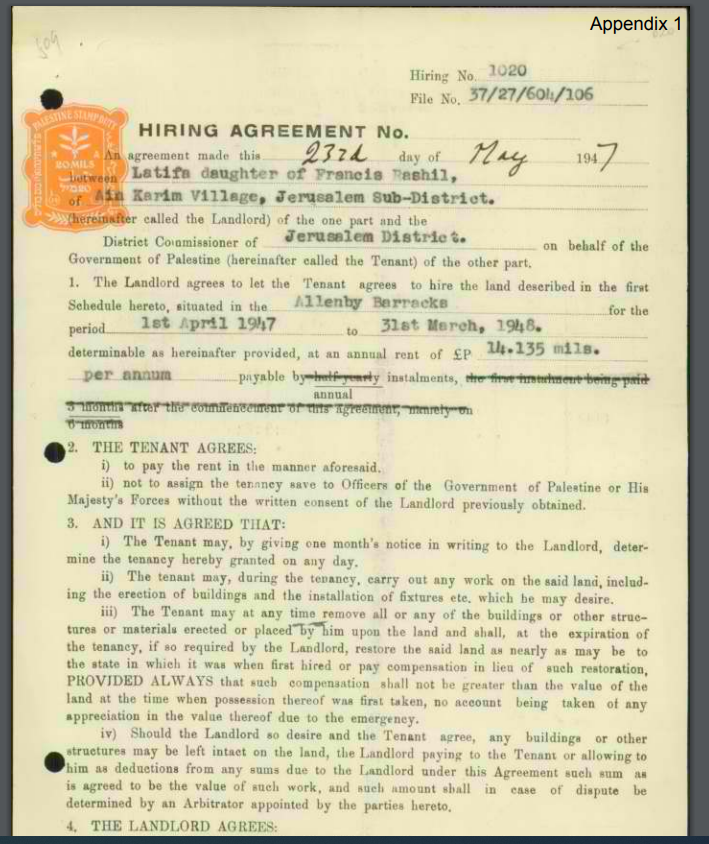 Appendix 1
509
Hiring No. 1020
File No. 37/27/604/106
PALESTINE STAMP DUTY
20 MILS
HIRING AGREEMENT No.
An agreement made this 23rd day of May 1947
between Latifa daughter of Francis Rashil,
of Ain Karim Village, Jerusalem Sub-District.
(hereinafter called the Landlord) of the one part and the
District Commissioner of Jerusalem District. on behalf of the
Government of Palestine (hereinafter called the Tenant) of the other part.
1. The Landlord agrees to let the Tenant agrees to hire the land described in the first
Schedule hereto, situated in the Allenby Barracks for the
period 1st April 1947 to 31st March, 1948.
determinable as hereinafter provided, at an annual rent of £P 14.135 mils.
per annum payable by half yearly instalments, the first instalment being paid
annual
3 months after the commencement of this agreement, namely on
6 months
2. THE TENANT AGREES:
i) to pay the rent in the manner aforesaid.
ii) not to assign the tenancy save to Officers of the Government of Palestine or His
Majesty's Forces without the written consent of the Landlord previously obtained.
3. AND IT IS AGREED THAT:
i) The Tenant may, by giving one month's notice in writing to the Landlord, deter-
mine the tenancy hereby granted on any day.
ii) The tenant may, during the tenancy, carry out any work on the said land, includ-
ing the erection of buildings and the installation of fixtures etc. which he may desire.
iii) The Tenant may at any time remove all or any of the buildings or other struc-
tures or materials erected or placed by him upon the land and shall, at the expiration of
the tenancy, if so required by the Landlord, restore the said land as nearly as may be to
the state in which it was when first hired or pay compensation in lieu of such restoration,
PROVIDED ALWAYS that such compensation shall not be greater than the value of the
land at the time when possession thereof was first taken, no account being taken of any
appreciation in the value thereof due to the emergency.
iv) Should the Landlord so desire and the Tenant agree, any buildings or other
structures may be left intact on the land, the Landlord paying to the Tenant or allowing to
him as deductions from any sums due to the Landlord under this Agreement such sum as
is agreed to be the value of such work, and such amount shall in case of dispute be
determined by an Arbitrator appointed by the parties hereto.
4. THE LANDLORD AGREES: